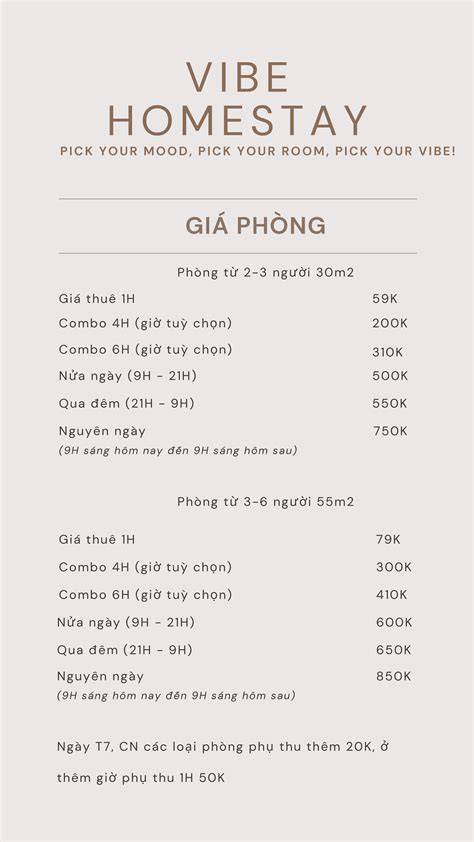 VIBE
HOMESTAY
PICK YOUR MOOD, PICK YOUR ROOM, PICK YOUR VIBE!
GIÁ PHÒNG
Phòng từ 2-3 người 30m2
Giá thuê 1H 59K
Combo 4H (giờ tuỳ chọn) 200K
Combo 6H (giờ tuỳ chọn) 310K
Nửa ngày (9H - 21H) 500K
Qua đêm (21H - 9H) 550K
Nguyên ngày 750K
(9H sáng hôm nay đến 9H sáng hôm sau)
Phòng từ 3-6 người 55m2
Giá thuê 1H 79K
Combo 4H (giờ tuỳ chọn) 300K
Combo 6H (giờ tuỳ chọn) 410K
Nửa ngày (9H - 21H) 600K
Qua đêm (21H - 9H) 650K
Nguyên ngày 850K
(9H sáng hôm nay đến 9H sáng hôm sau)
Ngày T7, CN các loại phòng phụ thu thêm 20K, ở
thêm giờ phụ thu 1H 50K